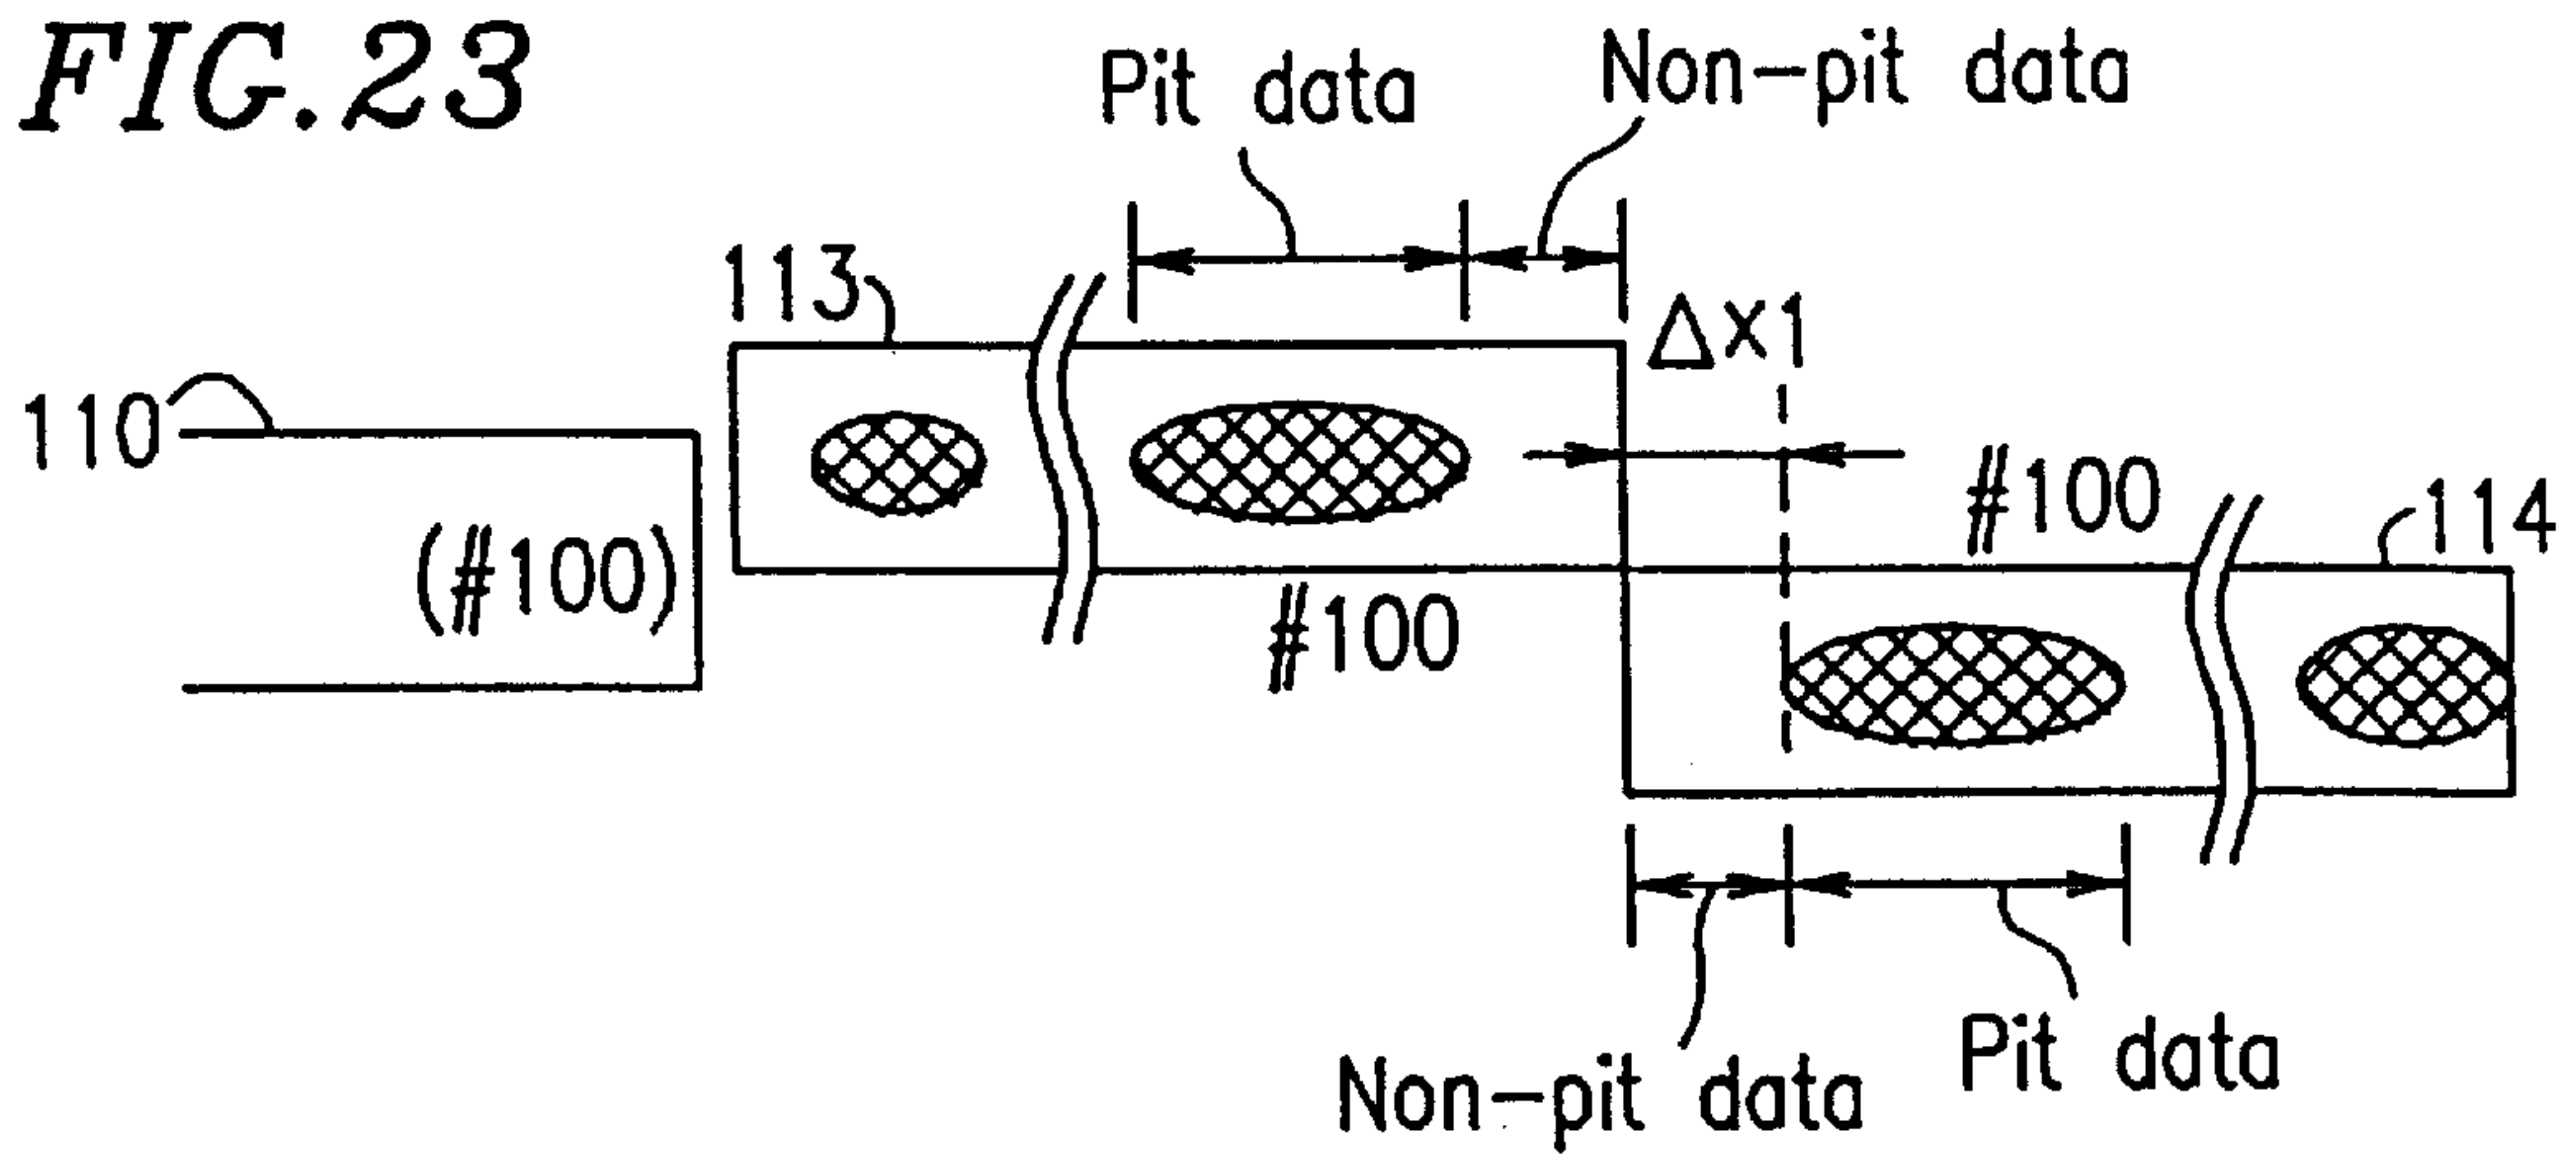 FIG.23
Pit data
Non-pit data
113
Δx1
110
#100
114
(#100)
#100
Non-pit data
Pit data